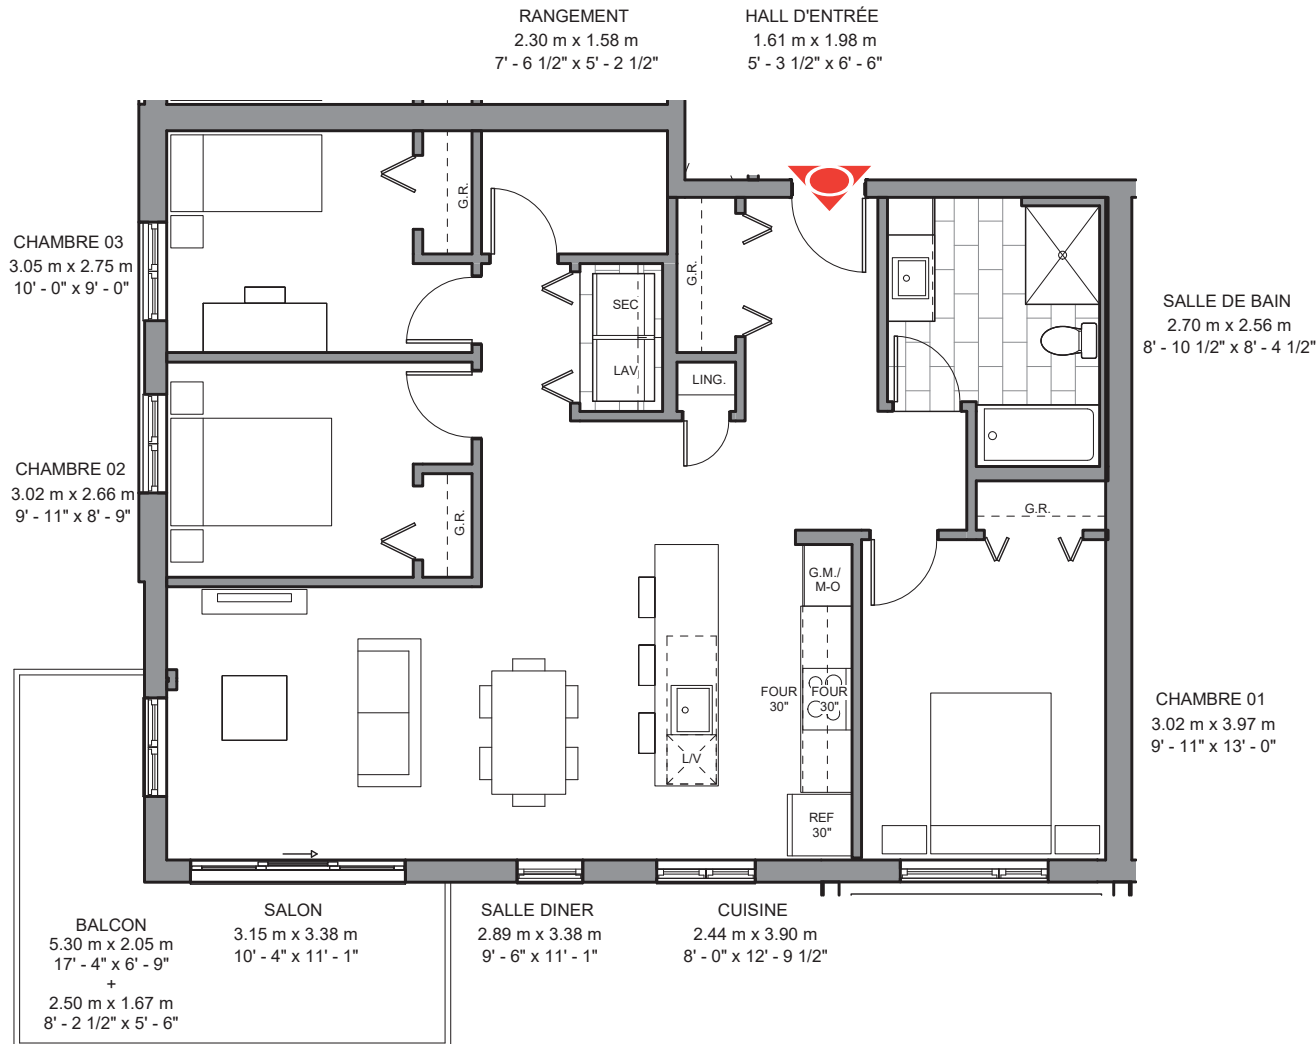 RANGEMENT
2.30 m x 1.58 m
7' - 6 1/2" x 5' - 2 1/2"
HALL D'ENTRÉE
1.61 m x 1.98 m
5' - 3 1/2" x 6' - 6"
CHAMBRE 03
3.05 m x 2.75 m
10' - 0" x 9' - 0"
G.R.
G.R.
SEC
LAV
LING.
SALLE DE BAIN
2.70 m x 2.56 m
8' - 10 1/2" x 8' - 4 1/2"
CHAMBRE 02
3.02 m x 2.66 m
9' - 11" x 8' - 9"
G.R.
G.R.
G.M./
M-O
FOUR
30"
FOUR
30"
L/V
REF
30"
CHAMBRE 01
3.02 m x 3.97 m
9' - 11" x 13' - 0"
BALCON
5.30 m x 2.05 m
17' - 4" x 6' - 9"
+
2.50 m x 1.67 m
8' - 2 1/2" x 5' - 6"
SALON
3.15 m x 3.38 m
10' - 4" x 11' - 1"
SALLE DINER
2.89 m x 3.38 m
9' - 6" x 11' - 1"
CUISINE
2.44 m x 3.90 m
8' - 0" x 12' - 9 1/2"